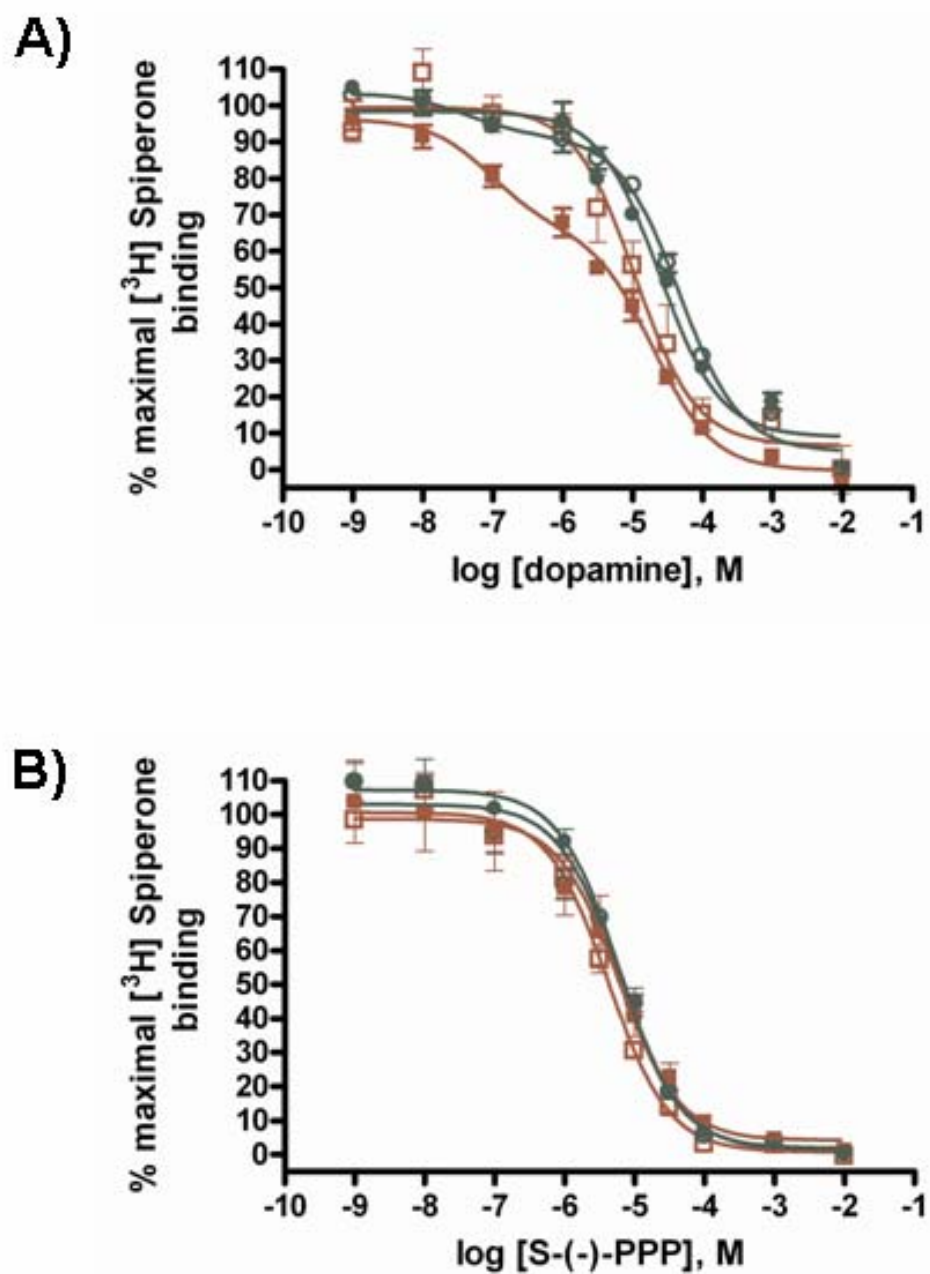 A)
% maximal [³H] Spiperone
binding
110
100
90
80
70
60
50
40
30
20
10
0
-10 -9 -8 -7 -6 -5 -4 -3 -2 -1
log [dopamine], M
B)
% maximal [³H] Spiperone
binding
110
100
90
80
70
60
50
40
30
20
10
0
-10 -9 -8 -7 -6 -5 -4 -3 -2 -1
log [S-(-)-PPP], M